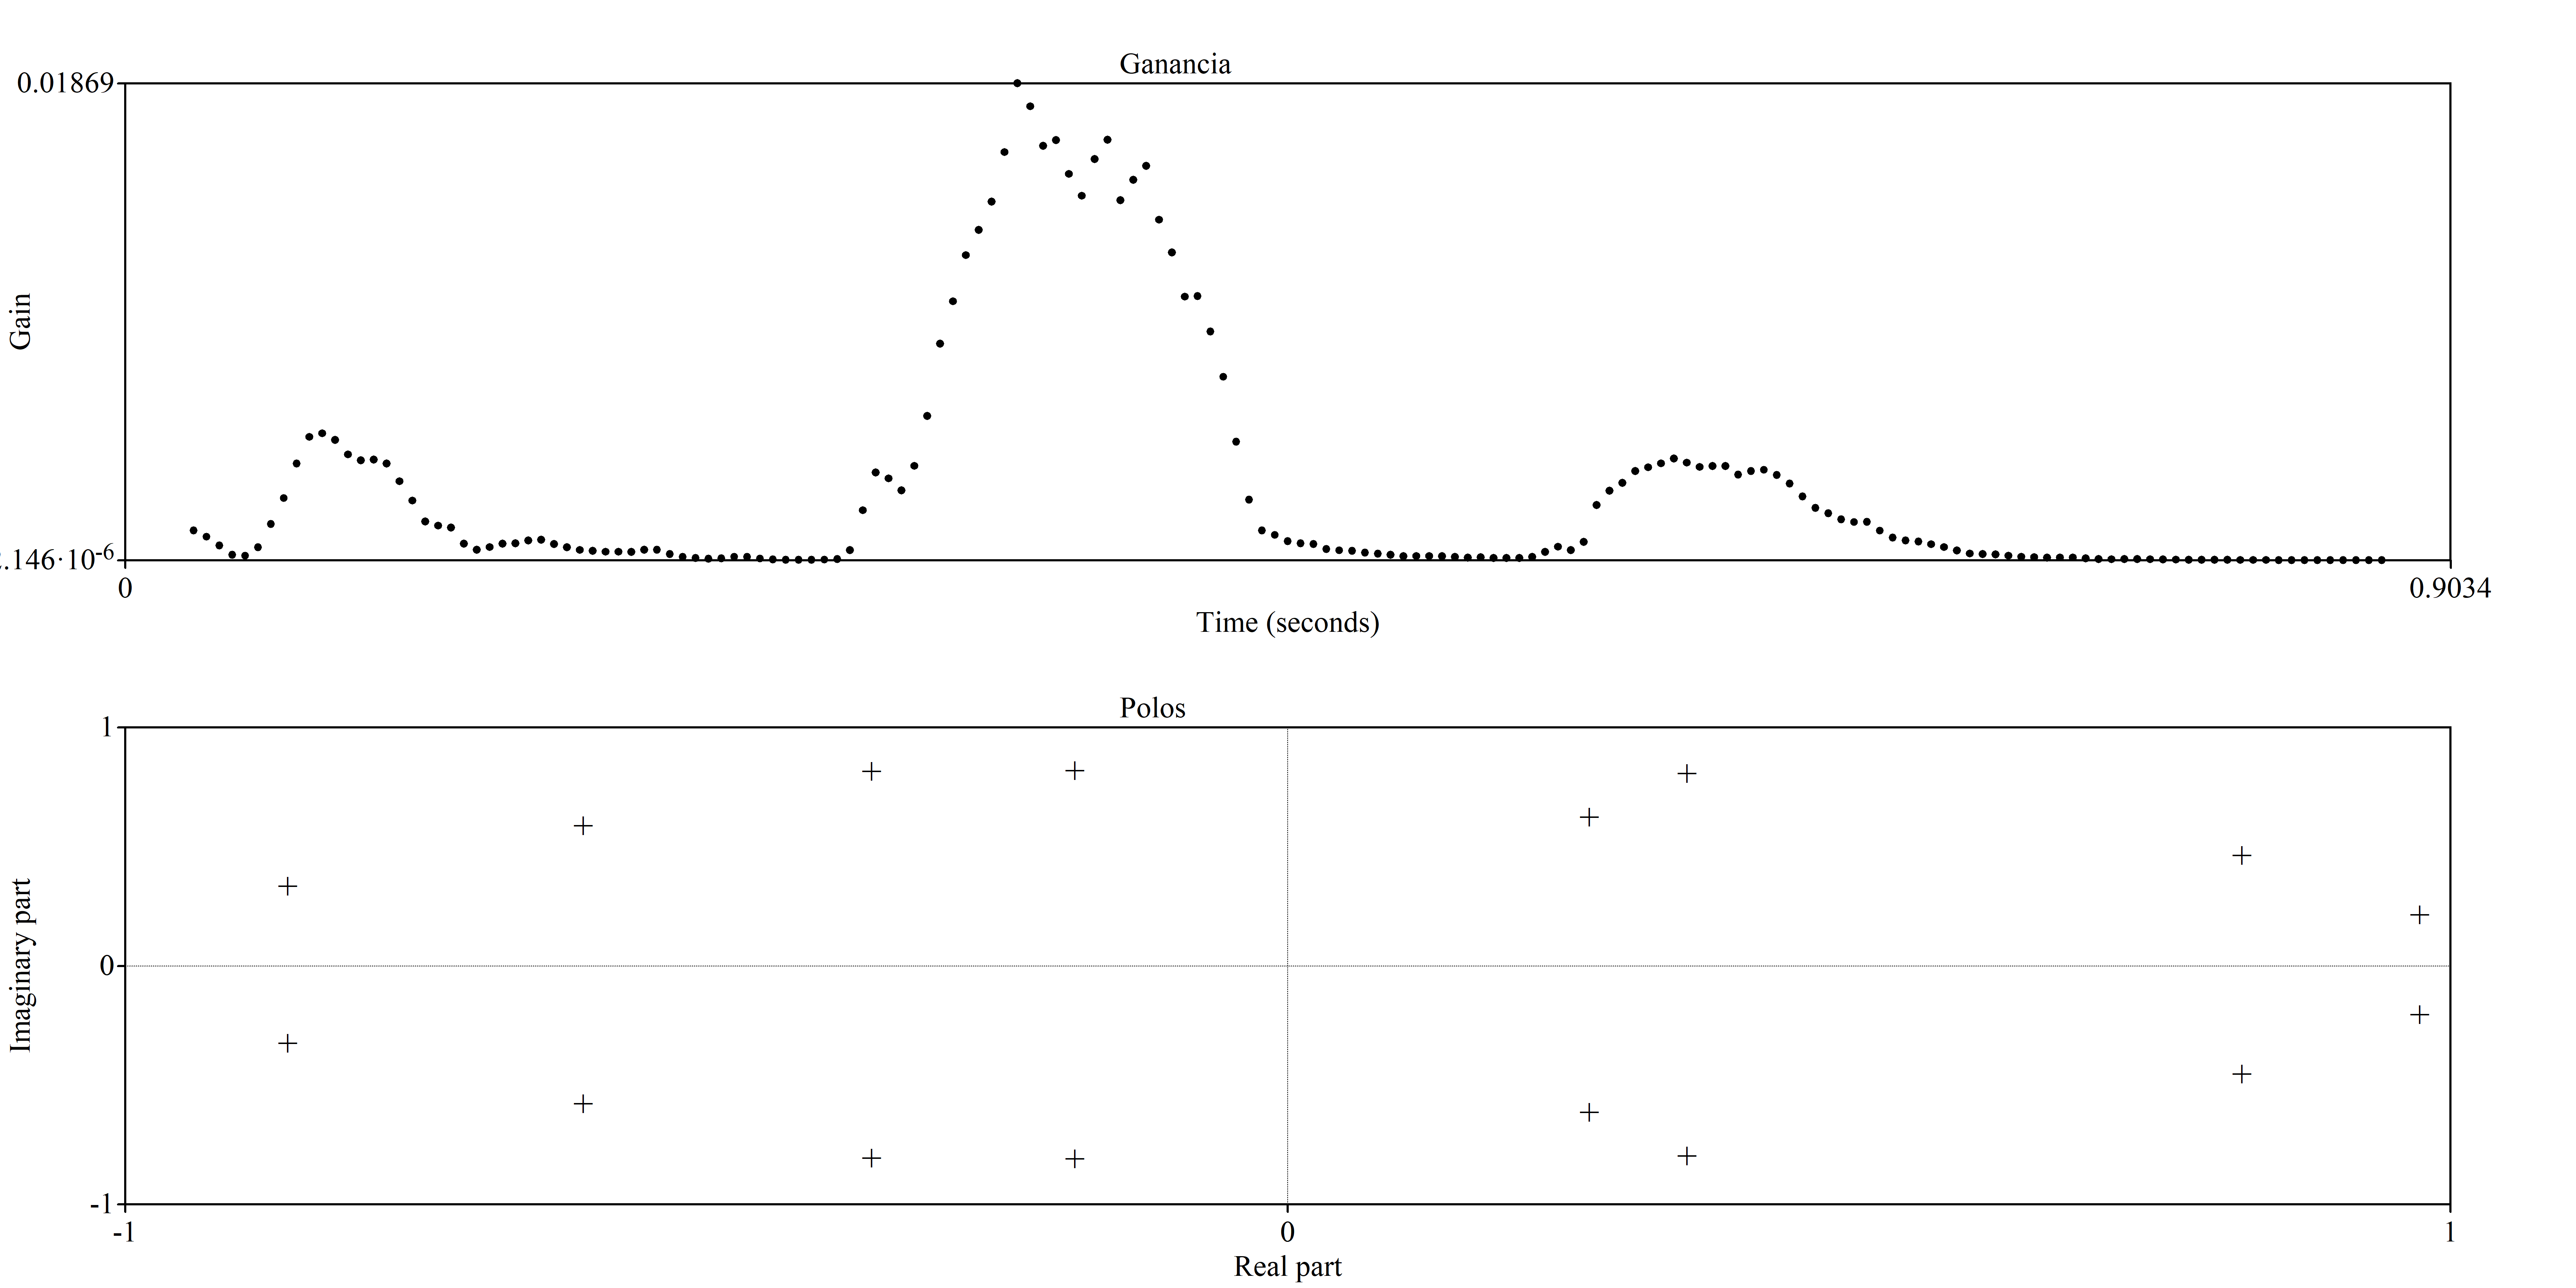 Ganancia
0.01869
Gain
.146·10-6
0
0.9034
Time (seconds)
Polos
1
Imaginary part
0
-1
-1
0
1
Real part